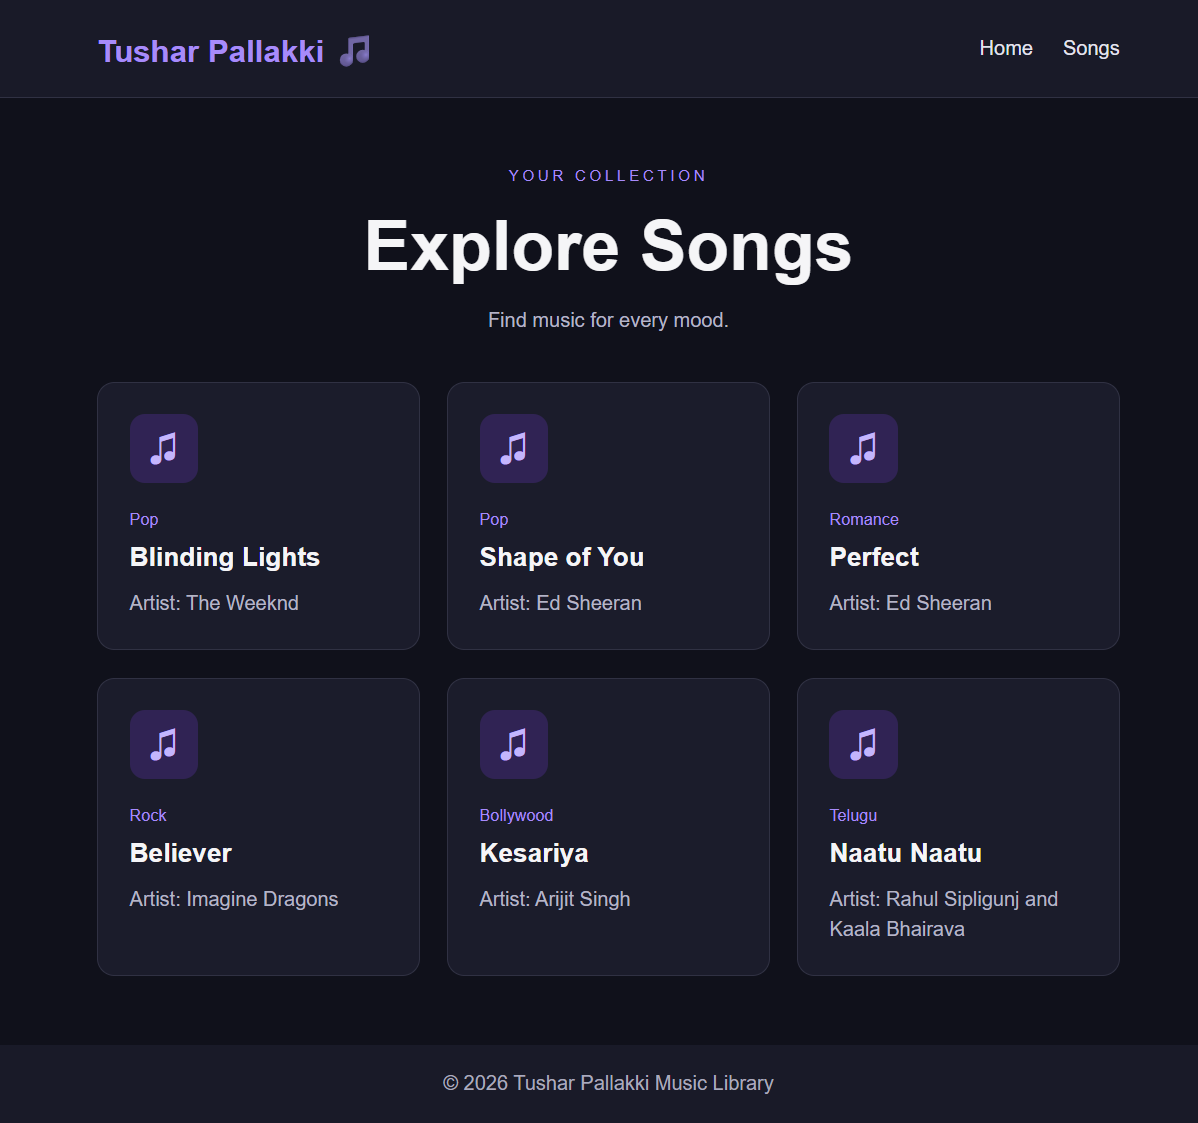 Tushar Pallakki 🎵
Home
Songs
YOUR COLLECTION
Explore Songs
Find music for every mood.
Pop
Blinding Lights
Artist: The Weeknd
Pop
Shape of You
Artist: Ed Sheeran
Romance
Perfect
Artist: Ed Sheeran
Rock
Believer
Artist: Imagine Dragons
Bollywood
Kesariya
Artist: Arijit Singh
Telugu
Naatu Naatu
Artist: Rahul Sipligunj and
Kaala Bhairava
© 2026 Tushar Pallakki Music Library